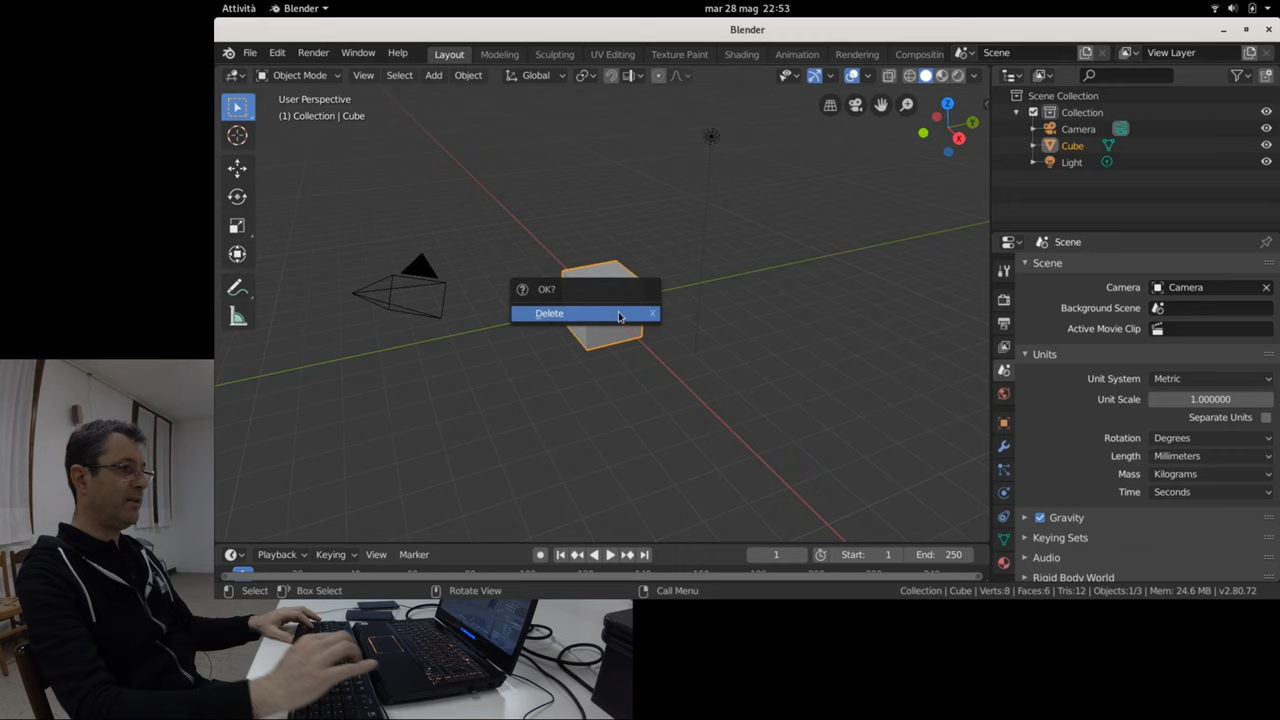 Attività
Blender
mar 28 mag 22:53
Blender
File Edit Render Window Help
Layout Modeling Sculpting UV Editing Texture Paint Shading Animation Rendering Compositin
Scene
View Layer
Object Mode View Select Add Object
Global
User Perspective
(1) Collection | Cube
Z
Y
X
OK?
Delete X
Scene Collection
Collection
Camera
Cube
Light
Scene
Scene
Camera Camera
Background Scene
Active Movie Clip
Units
Unit System Metric
Unit Scale 1.000000
Separate Units
Rotation Degrees
Length Millimeters
Mass Kilograms
Time Seconds
Gravity
Keying Sets
Audio
Rigid Body World
Playback Keying View Marker
1
Start: 1
End: 250
Select Box Select Rotate View Call Menu
Collection | Cube | Verts:8 | Faces:6 | Tris:12 | Objects:1/3 | Mem: 24.6 MB | v2.80.72